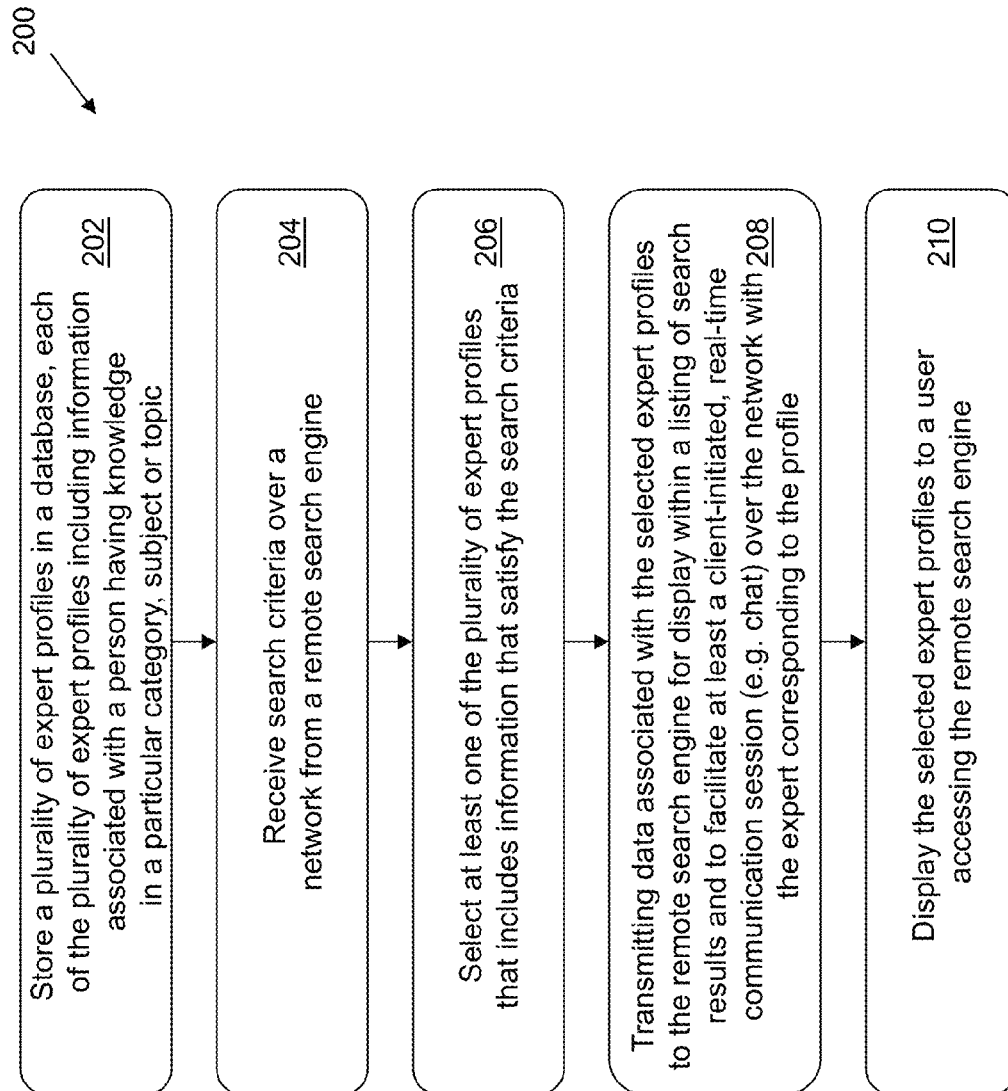 200
Store a plurality of expert profiles in a database, each
of the plurality of expert profiles including information
associated with a person having knowledge 202
in a particular category, subject or topic
Receive search criteria over a
network from a remote search engine 204
Select at least one of the plurality of expert profiles
that includes information that satisfy the search criteria 206
Transmitting data associated with the selected expert profiles
to the remote search engine for display within a listing of search
results and to facilitate at least a client-initiated, real-time
communication session (e.g. chat) over the network with 208
the expert corresponding to the profile
Display the selected expert profiles to a user
accessing the remote search engine 210